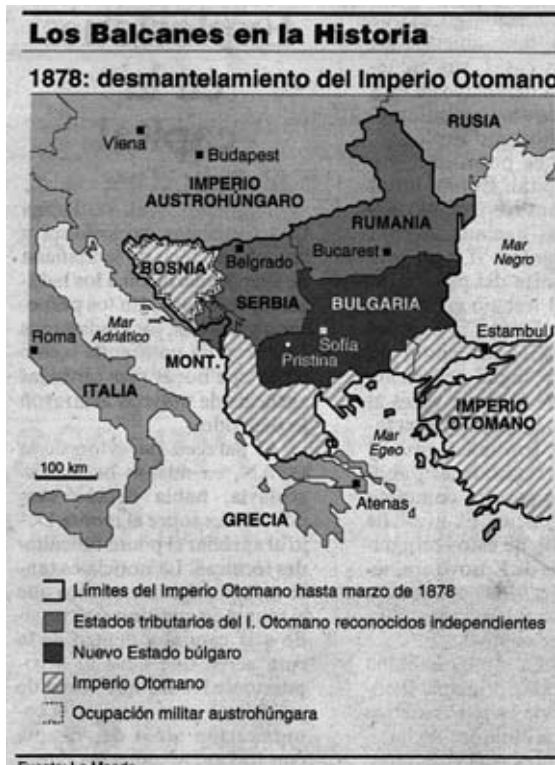 Los Balcanes en la Historia
1878: desmantelamiento del Imperio Otomano
RUSIA
Viena
Budapest
IMPERIO
AUSTROHÚNGARO
RUMANIA
Mar
Negro
BOSNIA
Belgrado
Bucarest
SERBIA
BULGARIA
Mar
Adriático
Estambul
Roma
MONT.
Sofía
Pristina
ITALIA
IMPERIO
OTOMANO
Mar
Egeo
100 km
Atenas
GRECIA
Límites del Imperio Otomano hasta marzo de 1878
Estados tributarios del I. Otomano reconocidos independientes
Nuevo Estado búlgaro
Imperio Otomano
Ocupación militar austrohúngara